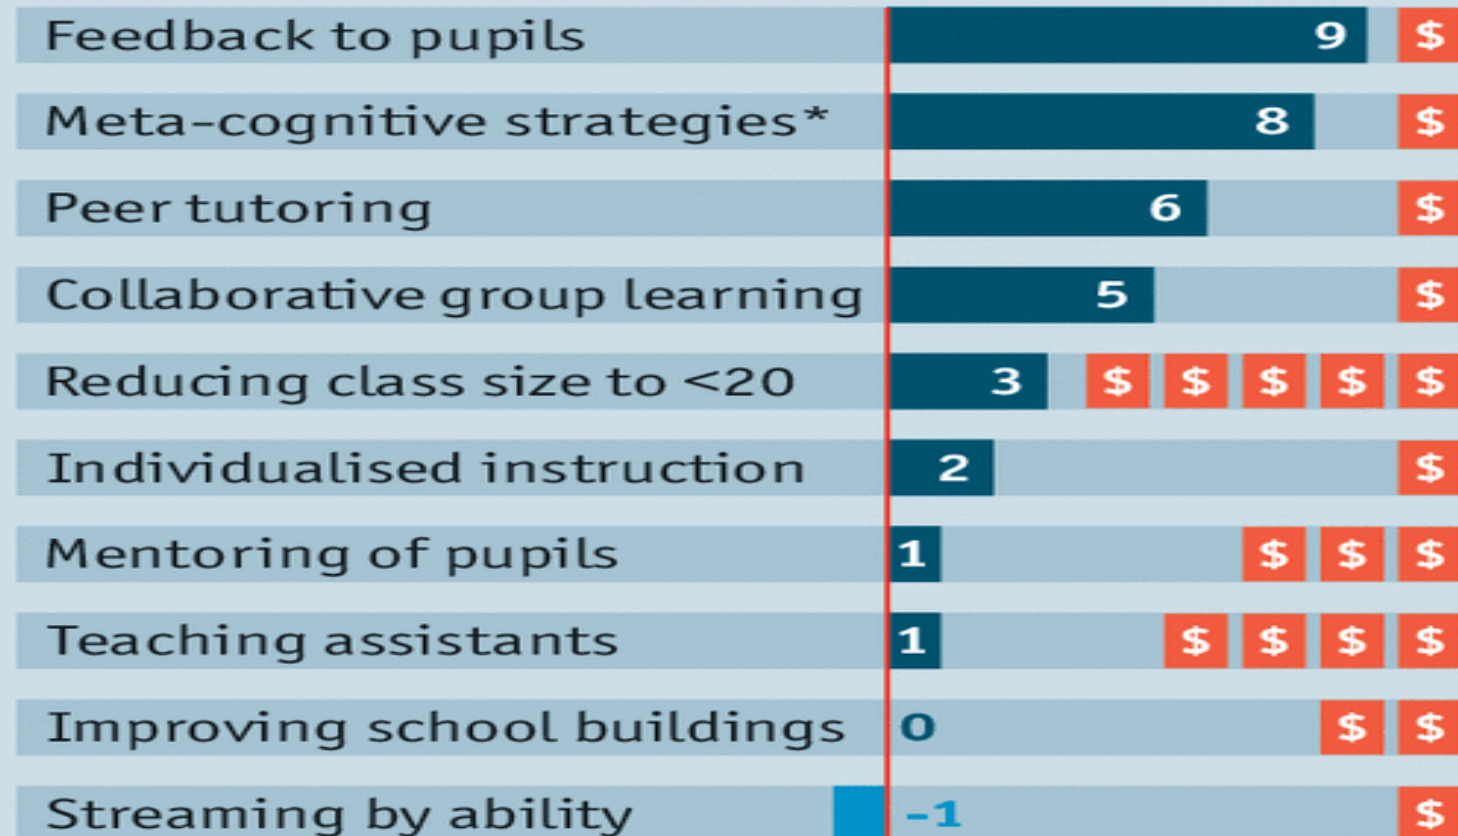 Feedback to pupils 9 $
Meta-cognitive strategies* 8 $
Peer tutoring 6 $
Collaborative group learning 5 $
Reducing class size to <20 3 $ $ $ $ $
Individualised instruction 2 $
Mentoring of pupils 1 $ $ $
Teaching assistants 1 $ $ $ $
Improving school buildings 0 $ $
Streaming by ability -1 $